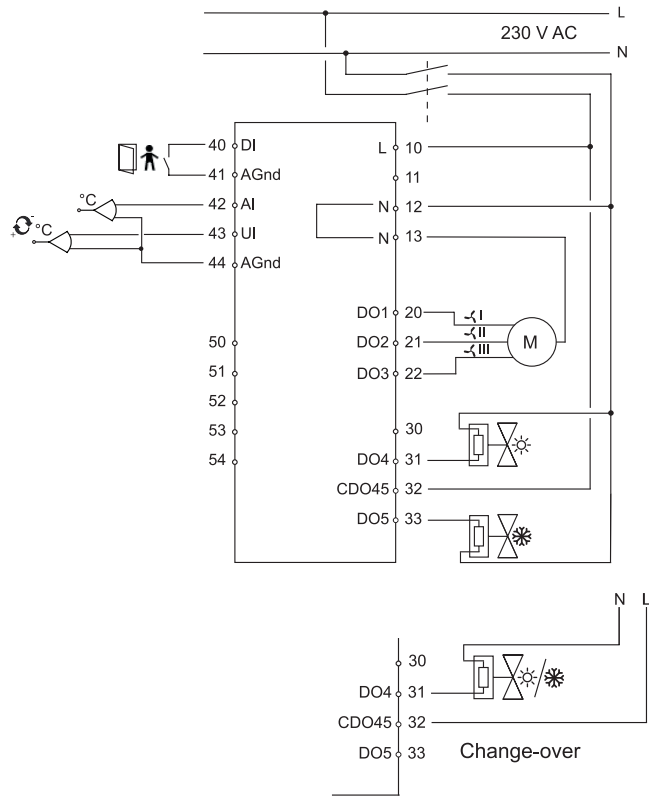 L
230 V AC
N
40 DI
L 10
41 AGnd
11
°C
42 AI
N 12
°C
43 UI
N 13
44 AGnd
DO1 20
I
50
DO2 21
II
M
51
DO3 22
III
52
53
30
54
DO4 31
CDO45 32
DO5 33
N L
30
DO4 31
CDO45 32
DO5 33
Change-over